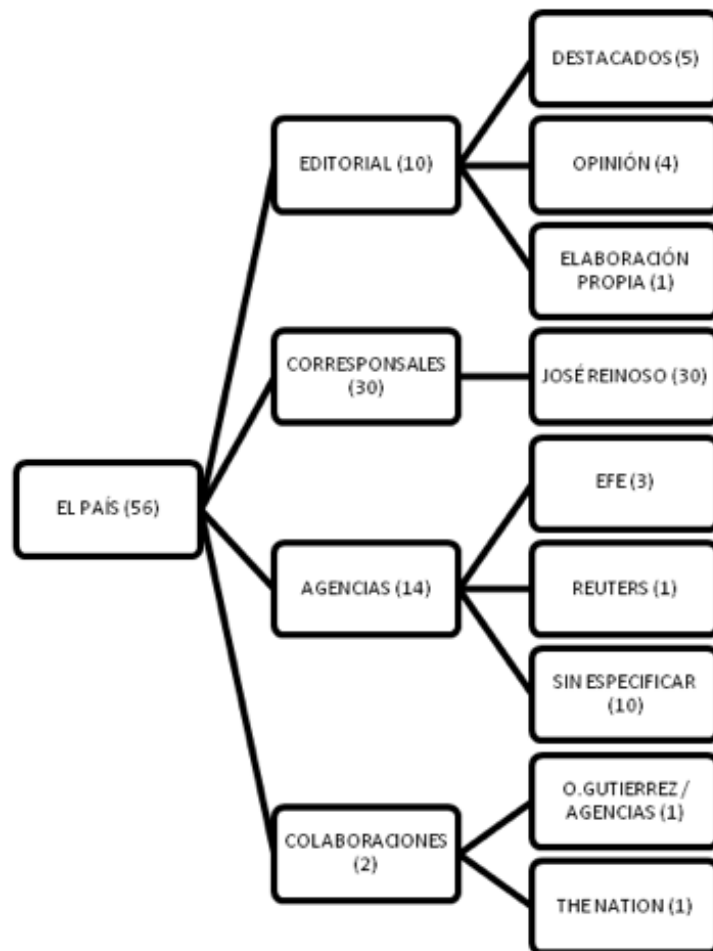 DESTACADOS (5)
EDITORIAL (10)
OPINIÓN (4)
ELABORACIÓN
PROPIA (1)
CORRESPONSALES
(30)
JOSÉ REINOSO (30)
EL PAÍS (56)
EFE (3)
AGENCIAS (14)
REUTERS (1)
SIN ESPECIFICAR
(10)
O.GUTIERREZ /
AGENCIAS (1)
COLABORACIONES
(2)
THE NATION (1)